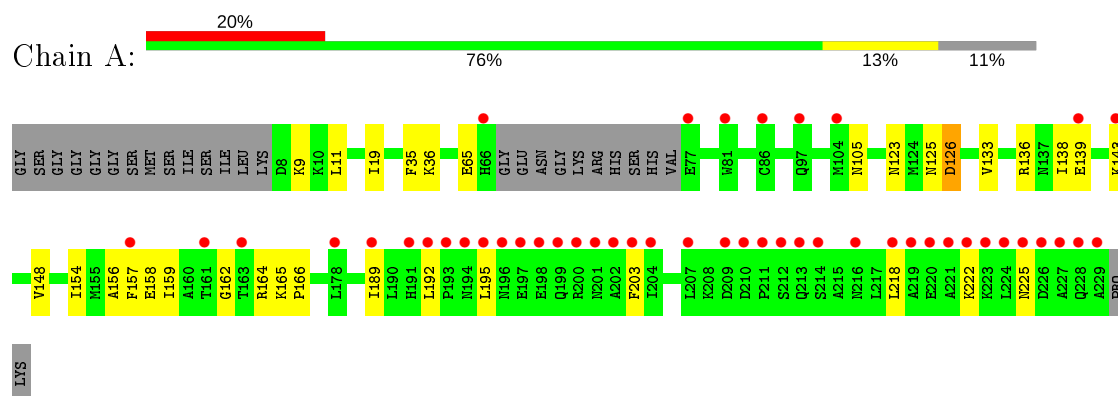 20%
Chain A:
76% 13% 11%
GLY SER GLY GLY GLY GLY SER MET SER ILE SER ILE LEU LYS D8 K9 K10 L11 I19 F35 K36 E65 H66 GLY GLU ASN GLY LYS ARG HIS SER HIS VAL E77 W81 C86 Q97 M104 N105 N123 M124 N125 D126 V133 R136 N137 I138 E139 K143
V148 I154 M155 A156 F157 E158 I159 A160 T161 G162 T163 R164 K165 P166 L178 I189 L190 H191 L192 P193 N194 L195 N196 E197 E198 Q199 R200 N201 A202 F203 I204 L207 K208 D209 D210 P211 S212 Q213 S214 A215 N216 L217 L218 A219 E220 A221 K222 K223 L224 N225 D226 A227 Q228 A229 PRO
LYS